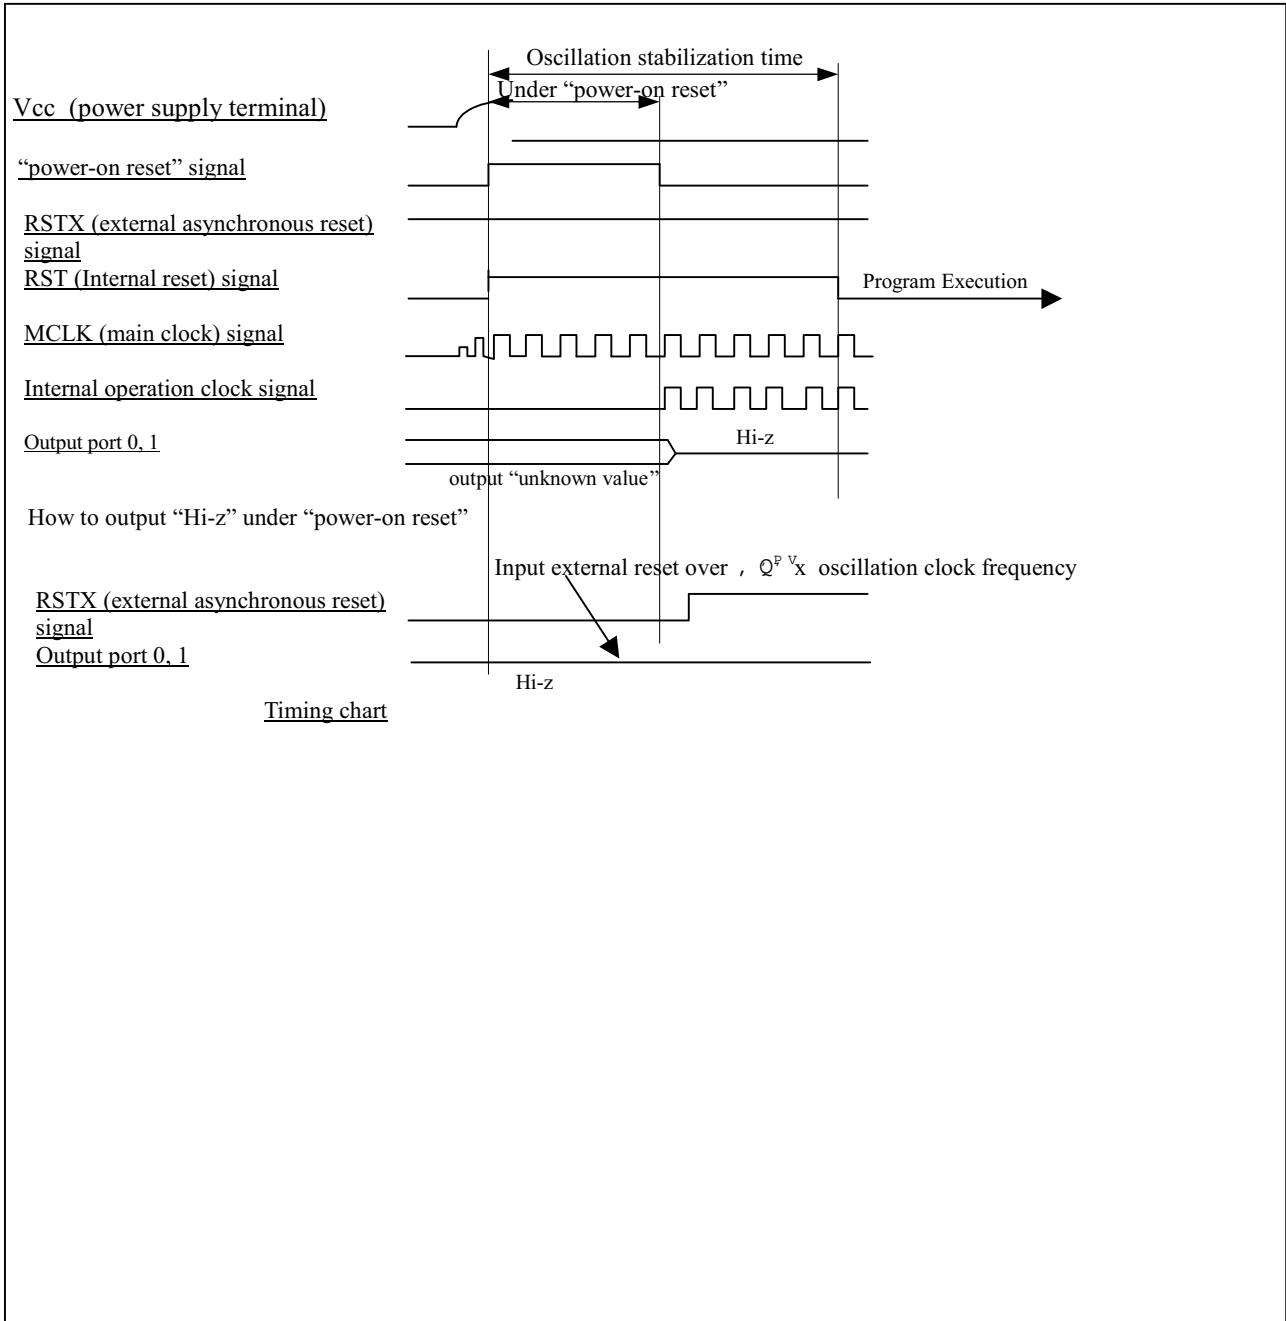 Oscillation stabilization time
Under “power-on reset”
Vcc (power supply terminal)
“power-on reset” signal
RSTX (external asynchronous reset)
signal
RST (Internal reset) signal
Program Execution
MCLK (main clock) signal
Internal operation clock signal
Output port 0, 1
Hi-z
output “unknown value”
How to output “Hi-z” under “power-on reset”
Input external reset over , x oscillation clock frequency
RSTX (external asynchronous reset)
signal
Output port 0, 1
Hi-z
Timing chart